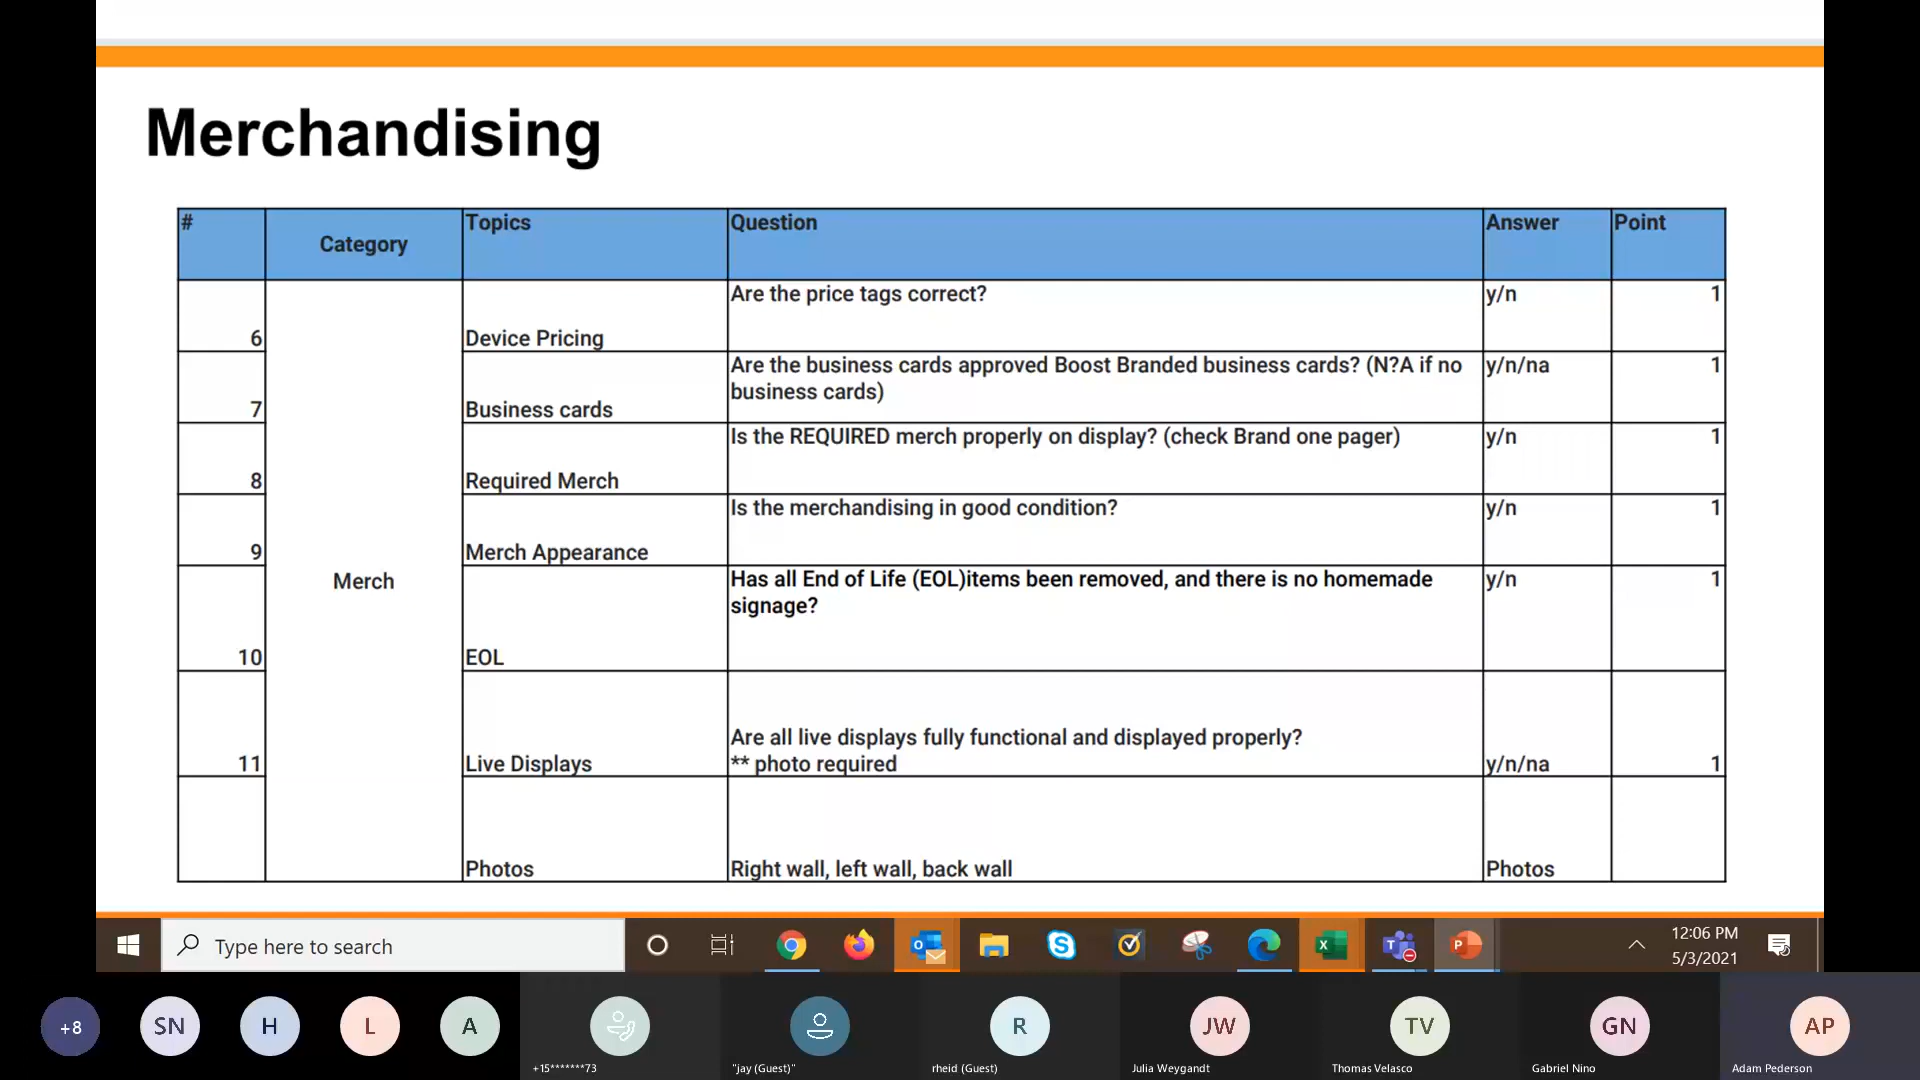 Merchandising
#
Category
Topics
Question
Answer
Point
6
Device Pricing
Are the price tags correct?
y/n
1
7
Business cards
Are the business cards approved Boost Branded business cards? (N?A if no
business cards)
y/n/na
1
8
Required Merch
Is the REQUIRED merch properly on display? (check Brand one pager)
y/n
1
9
Merch Appearance
Is the merchandising in good condition?
y/n
1
Merch
10
EOL
Has all End of Life (EOL)items been removed, and there is no homemade
signage?
y/n
1
11
Live Displays
Are all live displays fully functional and displayed properly?
** photo required
y/n/na
1
Photos
Right wall, left wall, back wall
Photos
Type here to search
12:06 PM
5/3/2021
+8
SN
H
L
A
R
JW
TV
GN
AP
+15*******73
"jay (Guest)"
rheid (Guest)
Julia Weygandt
Thomas Velasco
Gabriel Nino
Adam Pederson